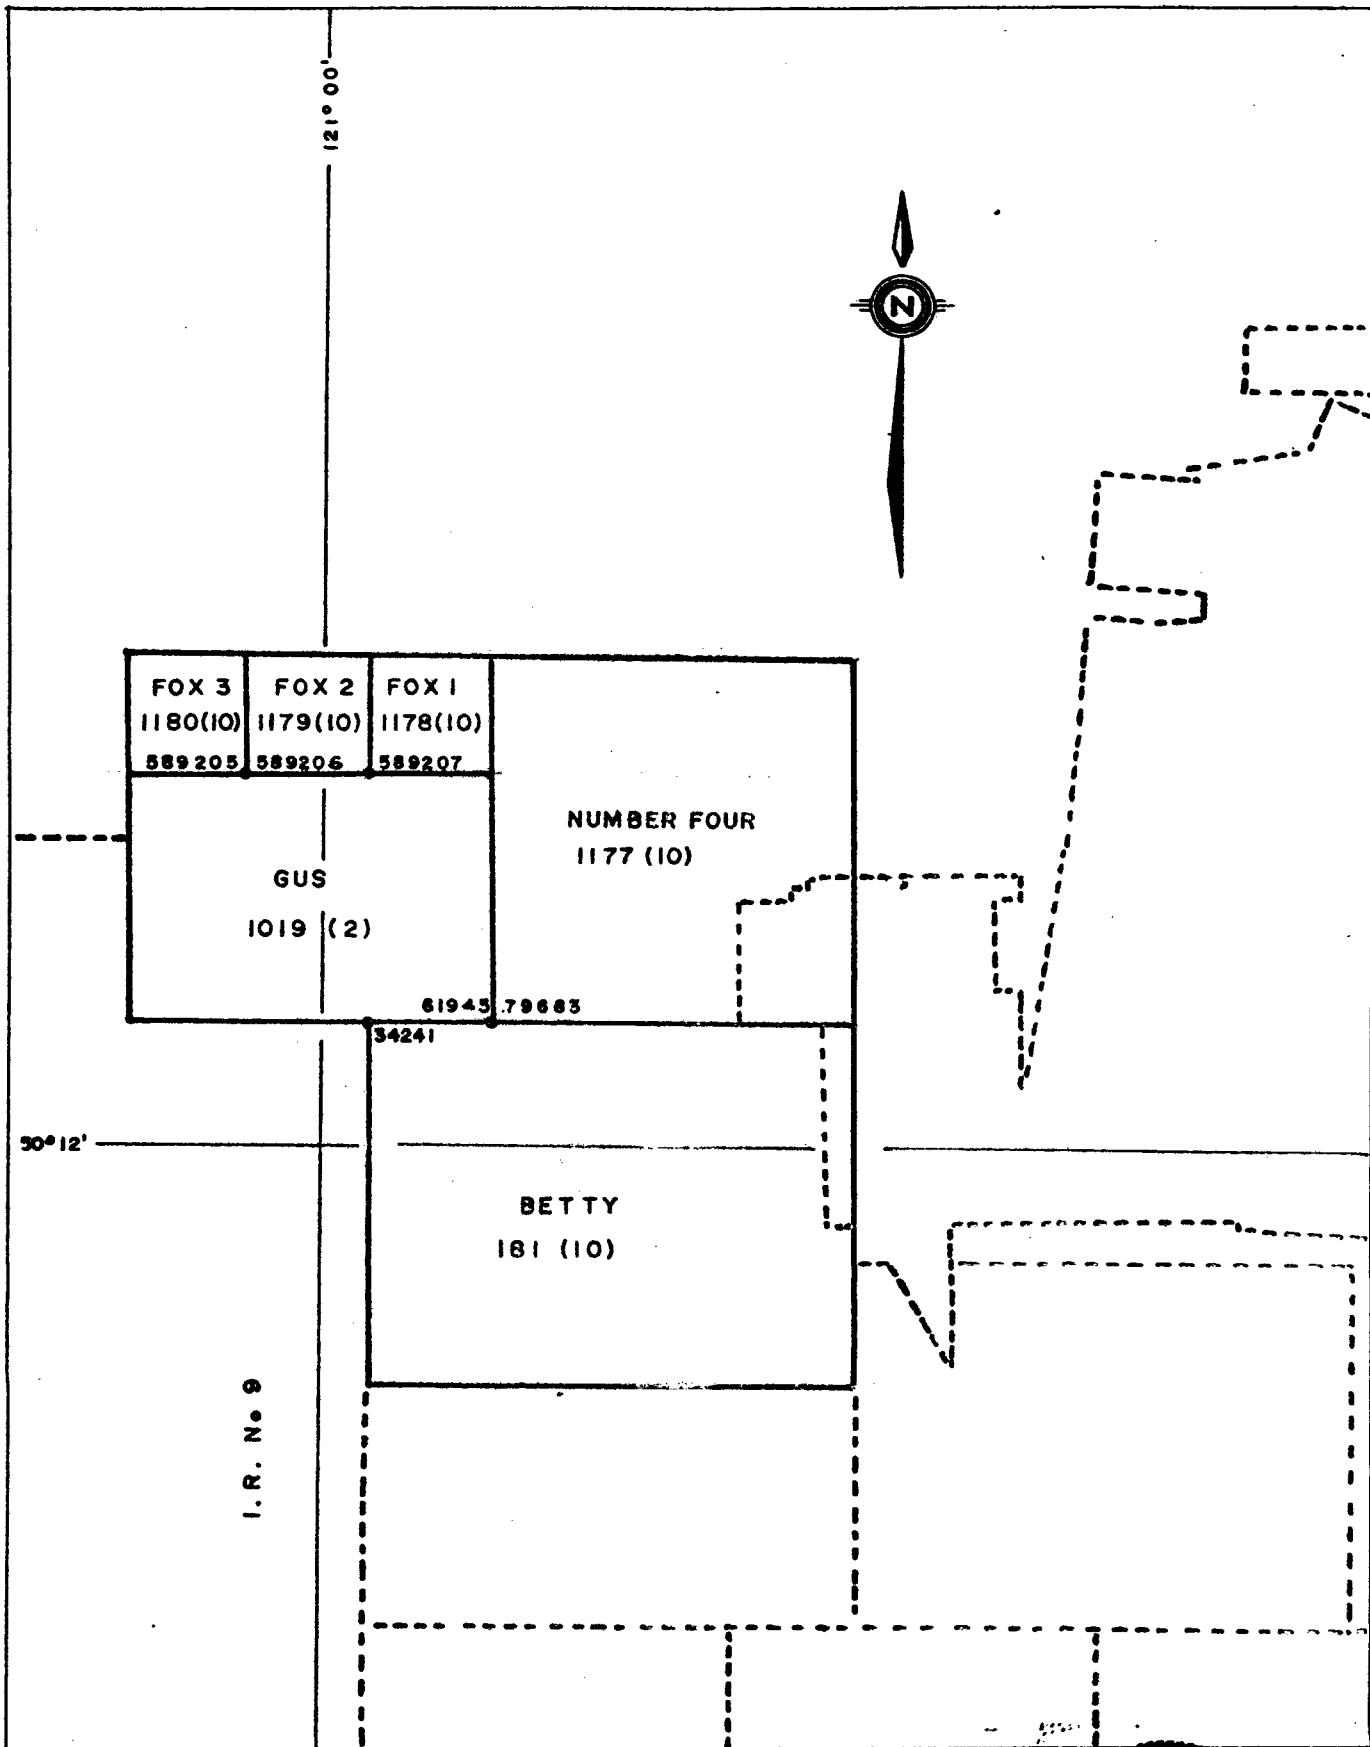 121° 00'
N
FOX 3
1180(10)
589205
FOX 2
1179(10)
589206
FOX 1
1178(10)
589207
NUMBER FOUR
1177 (10)
GUS
1019 (2)
61943
79683
34241
50° 12'
BETTY
181 (10)
I.R. No 9